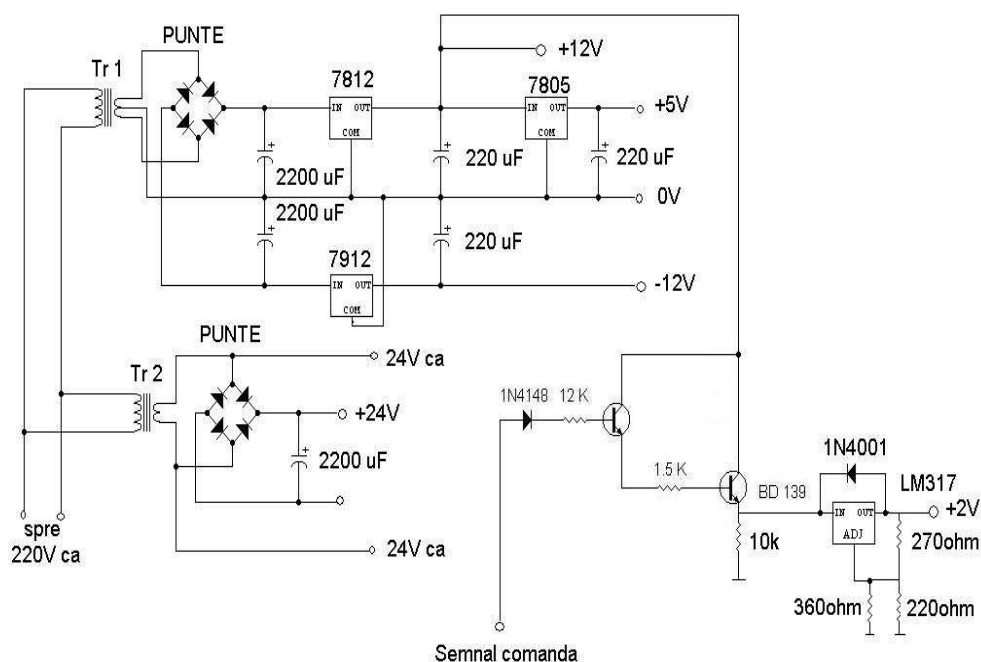 PUNTE
Tr 1
7812
IN OUT
COM
+12V
7805
IN OUT
COM
+5V
+
2200 uF
+
220 uF
+
220 uF
0V
+
2200 uF
+
220 uF
7912
IN OUT
COM
-12V
PUNTE
Tr 2
24V ca
+24V
+
2200 uF
24V ca
spre
220V ca
1N4148
12 K
1.5 K
BD 139
10k
1N4001
LM317
IN OUT
ADJ
+2V
270ohm
360ohm
220ohm
Semnal comanda